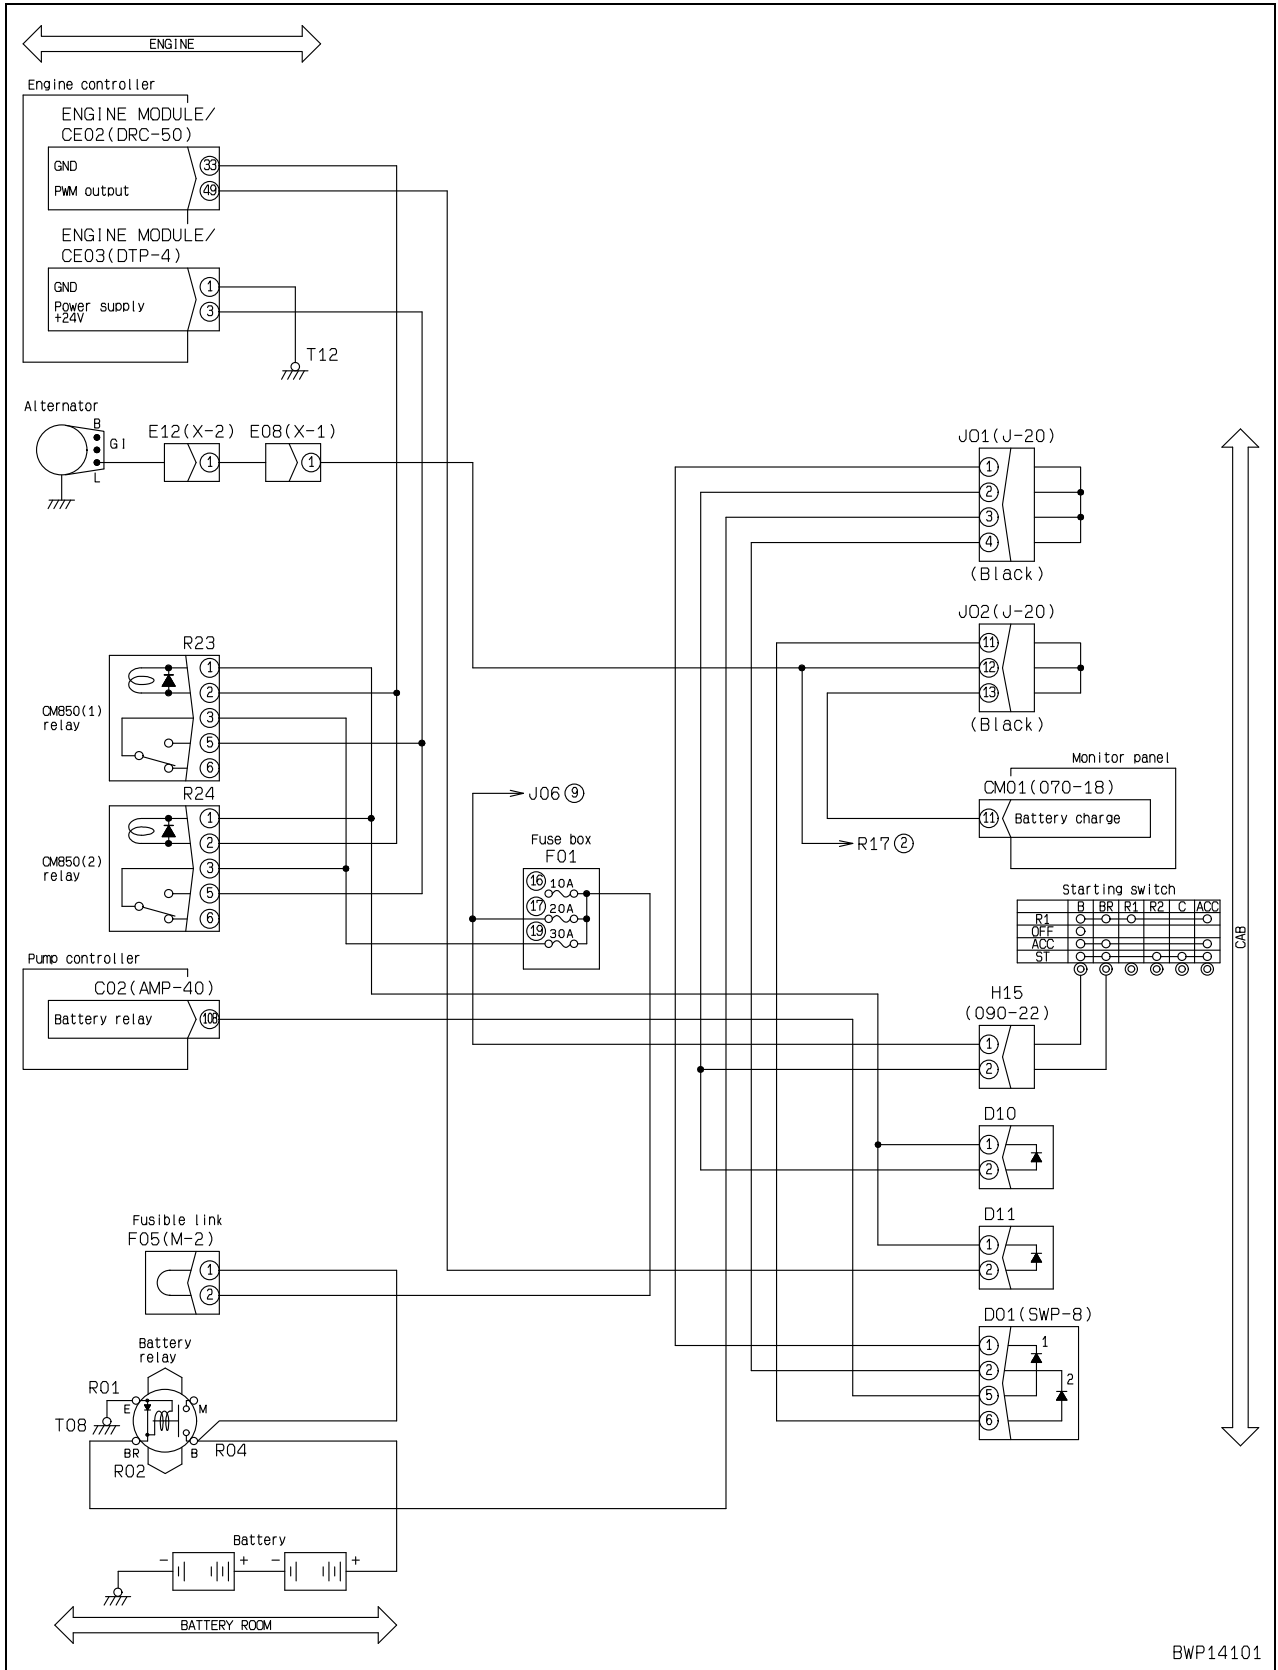 ENGINE
Engine controller
ENGINE MODULE/
CE02(DRC-50)
GND
33
PWM output
49
ENGINE MODULE/
CE03(DTP-4)
GND
1
Power supply
+24V
3
T12
Alternator
B
G I
L
E12(X-2)
1
E08(X-1)
1
J01(J-20)
1
2
3
4
(Black)
J02(J-20)
11
12
13
(Black)
R23
1
2
3
5
6
CM850(1)
relay
R24
1
2
3
5
6
CM850(2)
relay
J06 9
Fuse box
F01
16 10A
17 20A
19 30A
R17 2
Monitor panel
CM01(070-18)
11 Battery charge
Starting switch
B BR R1 R2 C ACC
R1
OFF
ACC
ST
CAB
Pump controller
C02(AMP-40)
Battery relay
108
H15
(090-22)
1
2
D10
1
2
D11
1
2
D01(SWP-8)
1
2
5
6
1
2
Fusible link
F05(M-2)
1
2
Battery
relay
R01
E
M
T08
BR
B
R04
R02
Battery
- + - +
BATTERY ROOM
BWP14101